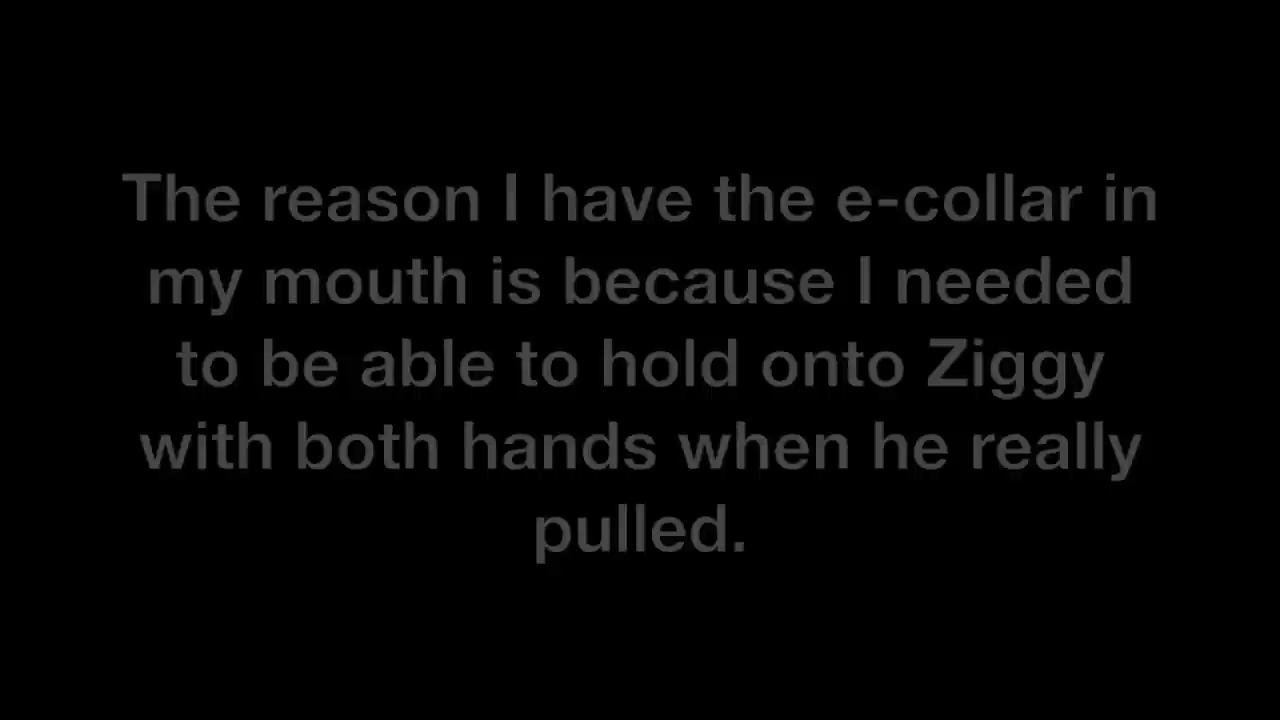 The reason I have the e-collar in
my mouth is because I needed
to be able to hold onto Ziggy
with both hands when he really
pulled.